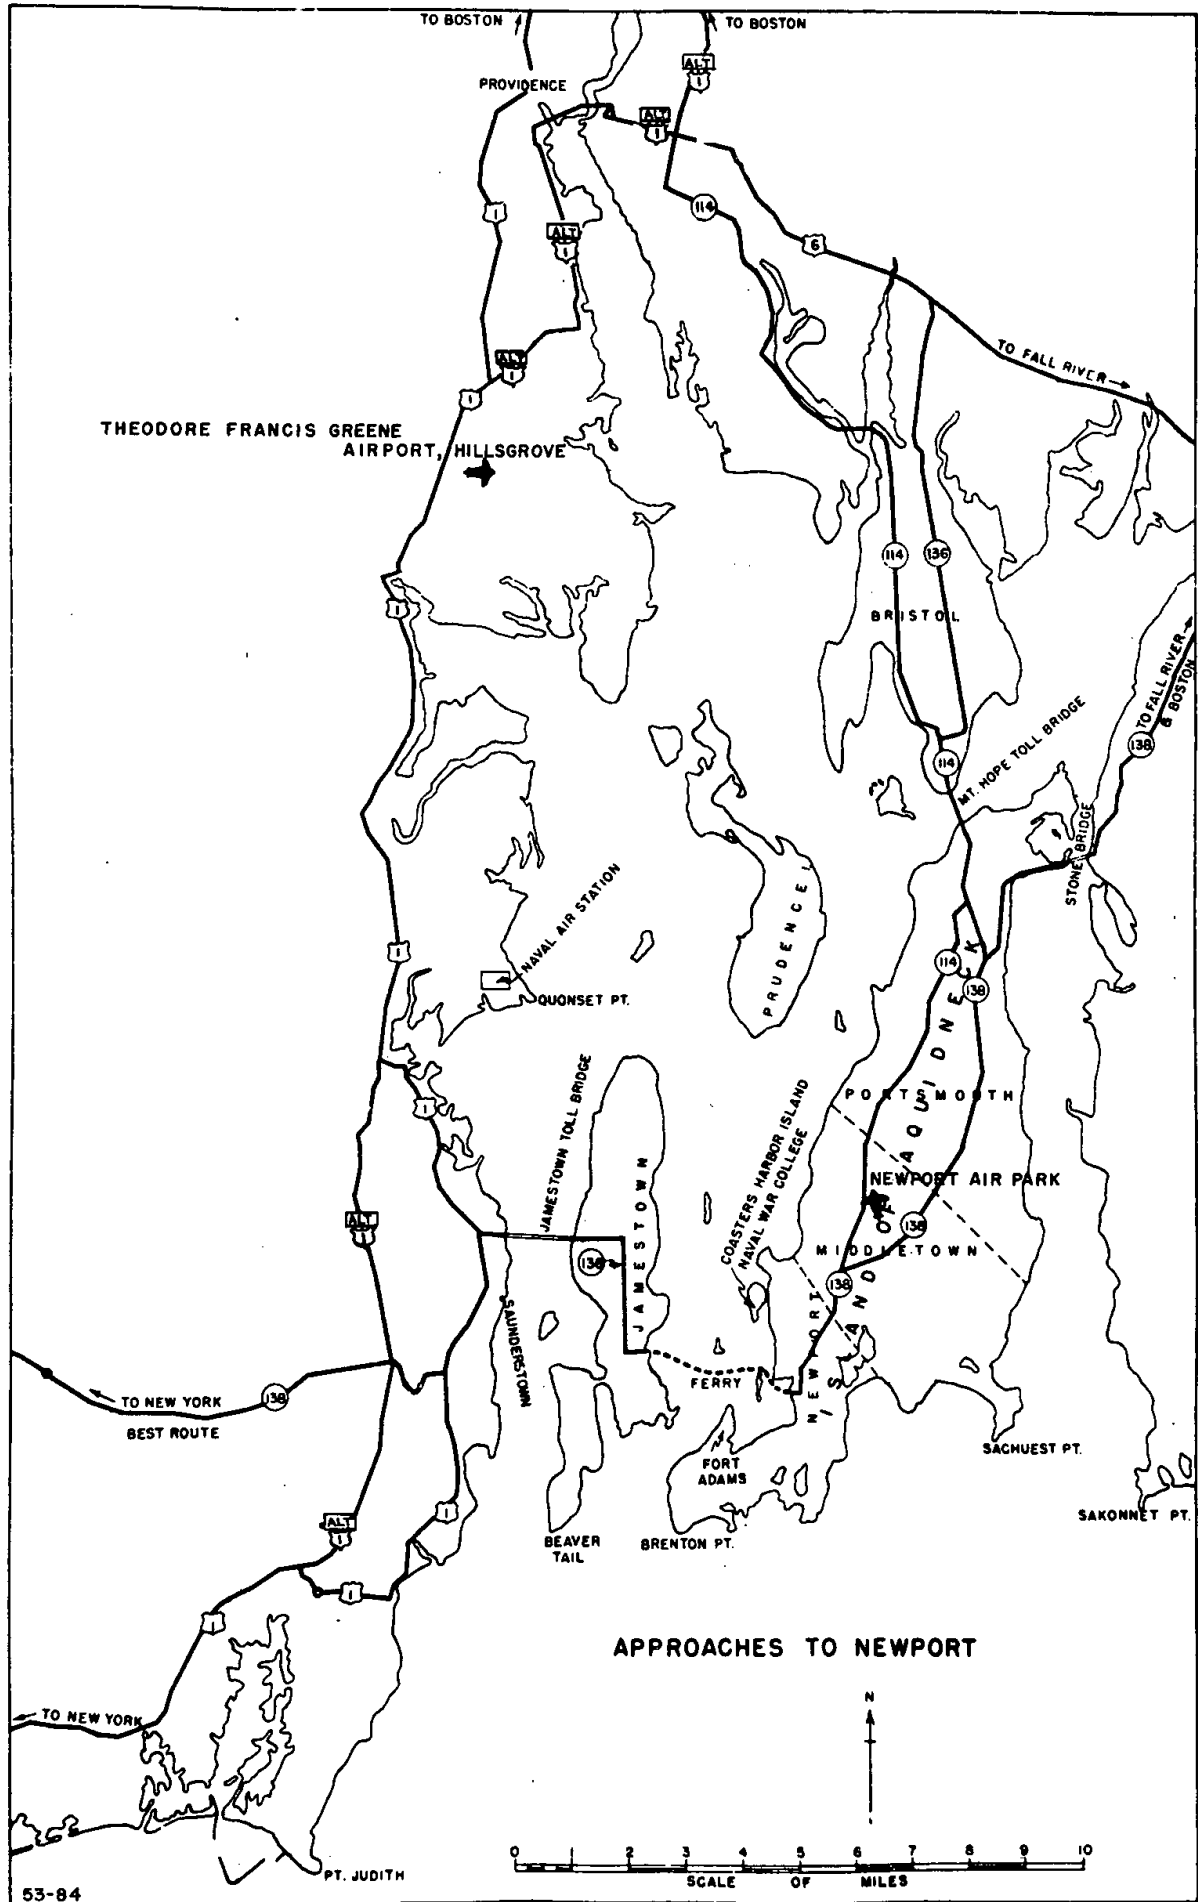 TO BOSTON
TO BOSTON
ALT
1
PROVIDENCE
ALT
1
114
1
ALT
1
6
TO FALL RIVER
ALT
1
1
THEODORE FRANCIS GREENE
AIRPORT, HILLSGROVE
114
136
1
BRISTOL
TO FALL RIVER
& BOSTON
138
114
MT. HOPE TOLL BRIDGE
STONE BRIDGE
PRUDENCE I.
NAVAL AIR STATION
1
114
138
QUONSET PT.
ISLAND OF AQUIDNECK
PORTSMOUTH
1
JAMESTOWN TOLL BRIDGE
COASTERS HARBOR ISLAND
NAVAL WAR COLLEGE
JAMESTOWN
NEWPORT AIR PARK
ALT
1
138
MIDDLETOWN
138
138
SAUNDERSTOWN
NEWPORT
FERRY
138
TO NEW YORK
BEST ROUTE
SACHUEST PT.
FORT
ADAMS
SAKONNET PT.
1
ALT
1
BEAVER
TAIL
BRENTON PT.
1
1
APPROACHES TO NEWPORT
N
TO NEW YORK
PT. JUDITH
0 1 2 3 4 5 6 7 8 9 10
SCALE OF MILES
53-84